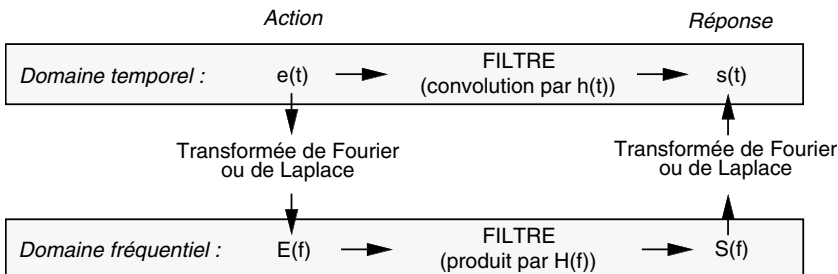 Action Réponse
Domaine temporel : e(t) FILTRE (convolution par h(t)) s(t)
Transformée de Fourier ou de Laplace Transformée de Fourier ou de Laplace
Domaine fréquentiel : E(f) FILTRE (produit par H(f)) S(f)